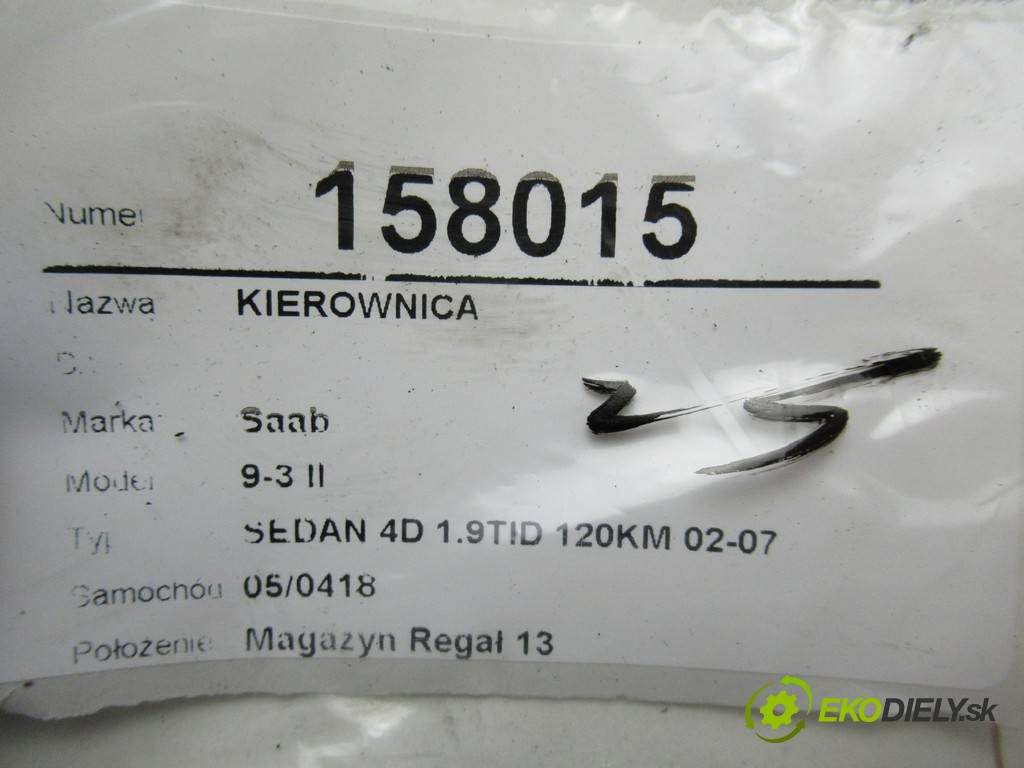 Numer 158015
Nazwa KIEROWNICA
Marka Saab
25
Model 9-3 II
Typ SEDAN 4D 1.9TID 120KM 02-07
Samochód 05/0418
Położenie Magazyn Regał 13
EKODIELY.sk